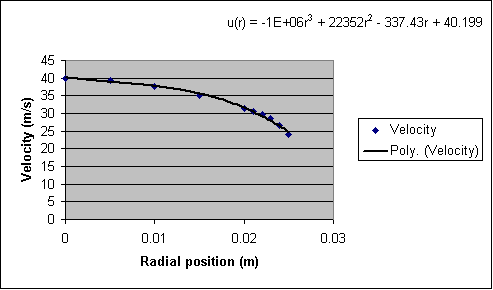 u(r) = -1E+06r³ + 22352r² - 337.43r + 40.199
45
40
35
30
25
20
15
10
5
0
Velocity (m/s)
0 0.01 0.02 0.03
Radial position (m)
Velocity
Poly. (Velocity)